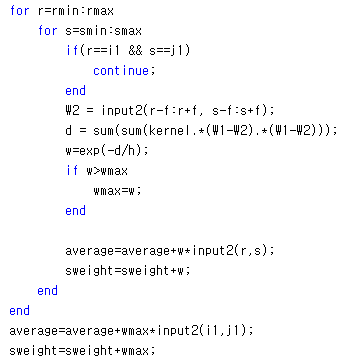 for r=rmin:rmax
for s=smin:smax
if(r==i1 && s==j1)
continue;
end
W2 = input2(r-f:r+f, s-f:s+f);
d = sum(sum(kernel.*(W1-W2).*(W1-W2)));
w=exp(-d/h);
if w>wmax
wmax=w;
end
average=average+w*input2(r,s);
sweight=sweight+w;
end
end
average=average+wmax*input2(i1,j1);
sweight=sweight+wmax;